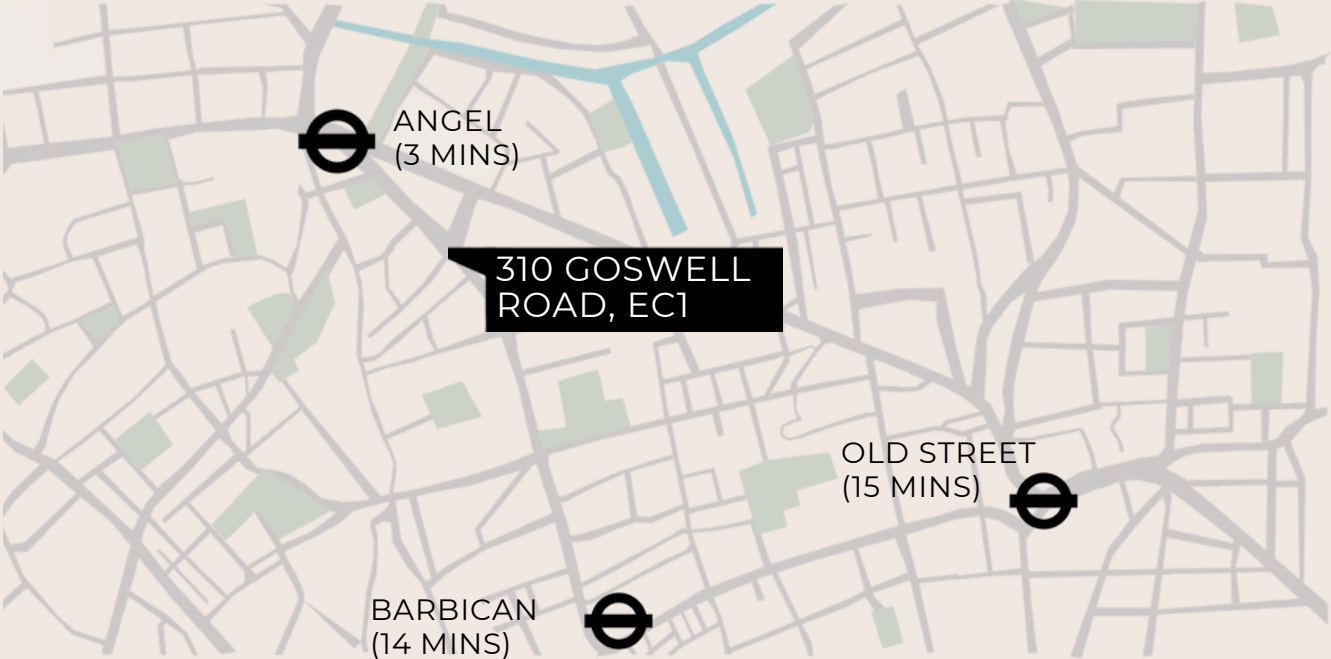 ANGEL
(3 MINS)
310 GOSWELL
ROAD, EC1
OLD STREET
(15 MINS)
BARBICAN
(14 MINS)